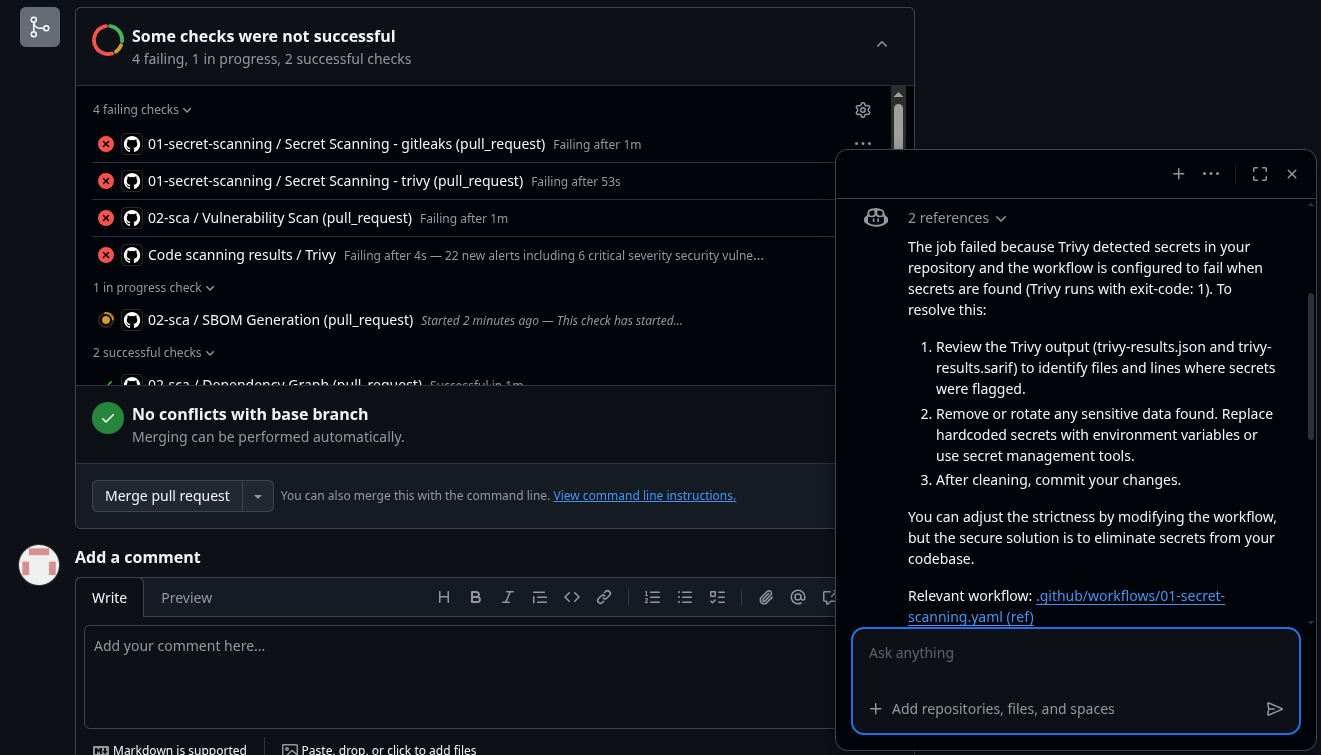 Some checks were not successful
4 failing, 1 in progress, 2 successful checks
4 failing checks
01-secret-scanning / Secret Scanning - gitleaks (pull_request) Failing after 1m
01-secret-scanning / Secret Scanning - trivy (pull_request) Failing after 53s
02-sca / Vulnerability Scan (pull_request) Failing after 1m
Code scanning results / Trivy Failing after 4s — 22 new alerts including 6 critical severity security vulne...
1 in progress check
02-sca / SBOM Generation (pull_request) Started 2 minutes ago — This check has started...
2 successful checks
02-sca / Dependency Graph (pull_request) Successful in 1m
No conflicts with base branch
Merging can be performed automatically.
Merge pull request
You can also merge this with the command line. View command line instructions.
Add a comment
Write
Preview
Add your comment here...
Markdown is supported
Paste, drop, or click to add files
2 references
The job failed because Trivy detected secrets in your
repository and the workflow is configured to fail when
secrets are found (Trivy runs with exit-code: 1). To
resolve this:
1. Review the Trivy output (trivy-results.json and trivy-
results.sarif) to identify files and lines where secrets
were flagged.
2. Remove or rotate any sensitive data found. Replace
hardcoded secrets with environment variables or
use secret management tools.
3. After cleaning, commit your changes.
You can adjust the strictness by modifying the workflow,
but the secure solution is to eliminate secrets from your
codebase.
Relevant workflow: .github/workflows/01-secret-
scanning.yaml (ref)
Ask anything
Add repositories, files, and spaces